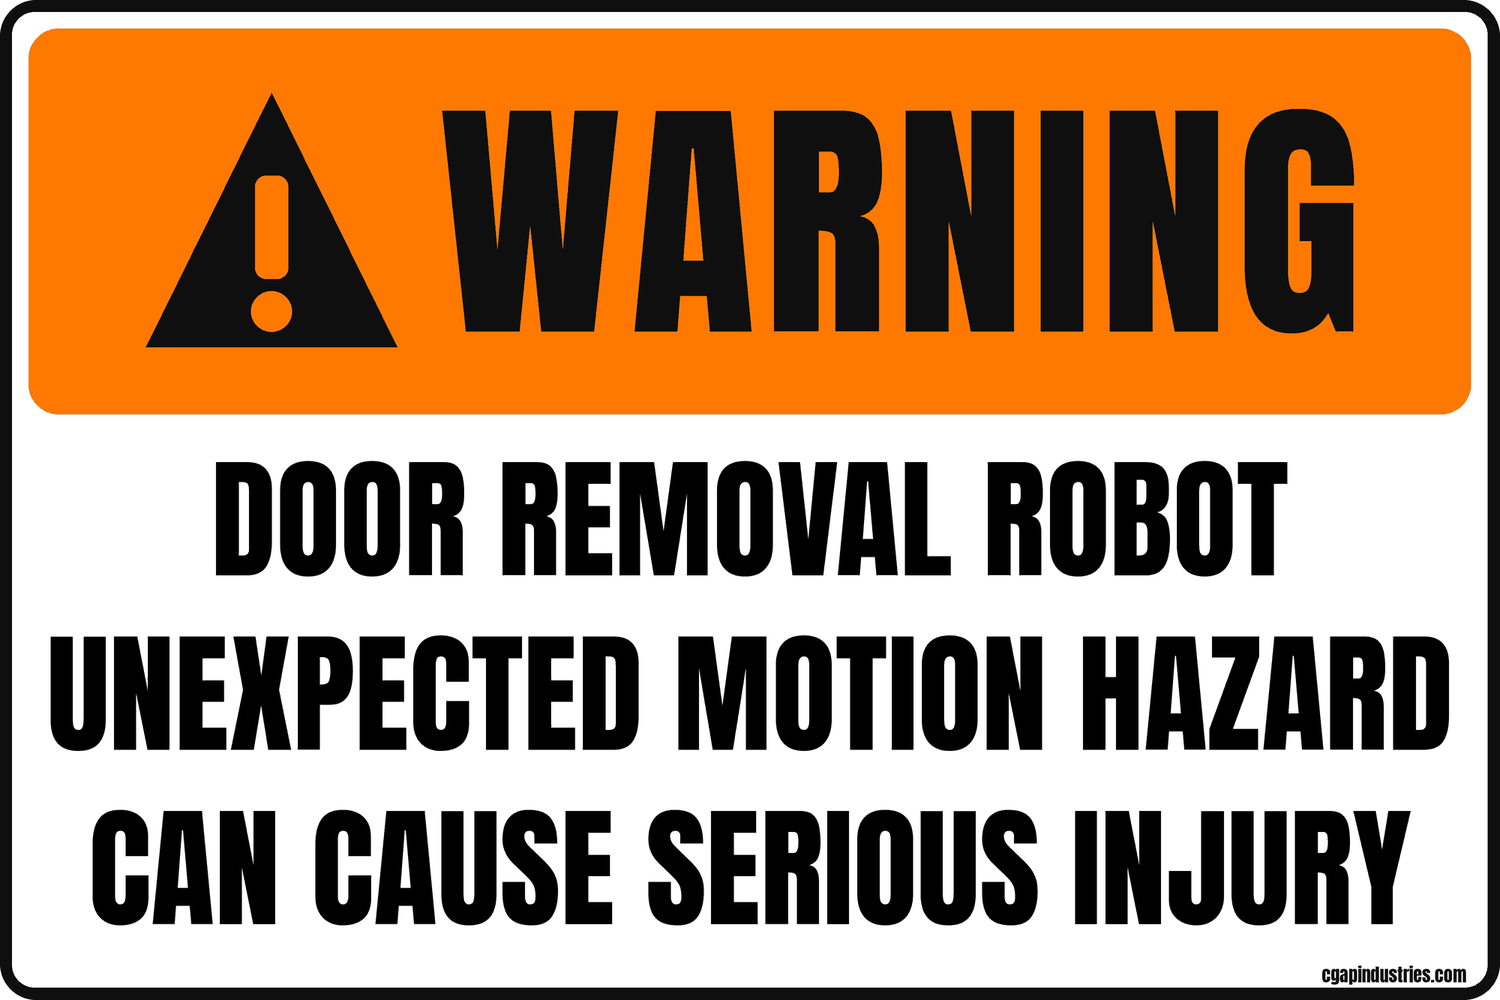 WARNING
DOOR REMOVAL ROBOT
UNEXPECTED MOTION HAZARD
CAN CAUSE SERIOUS INJURY
cgapindustries.com